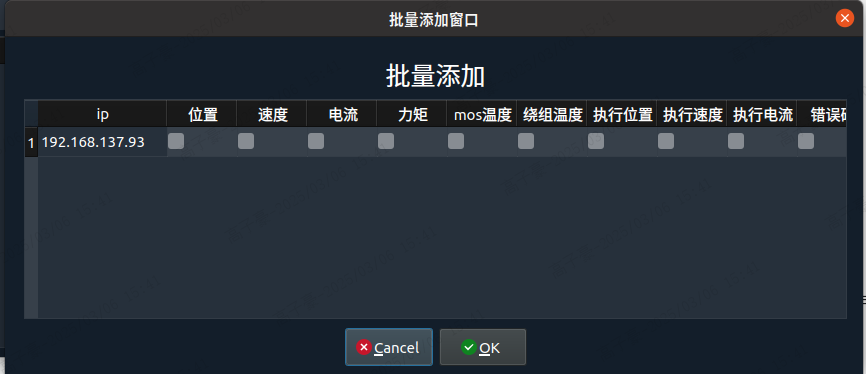 批量添加窗口
批量添加
ip 位置 速度 电流 力矩 mos温度 绕组温度 执行位置 执行速度 执行电流 错误
1 192.168.137.93
Cancel OK